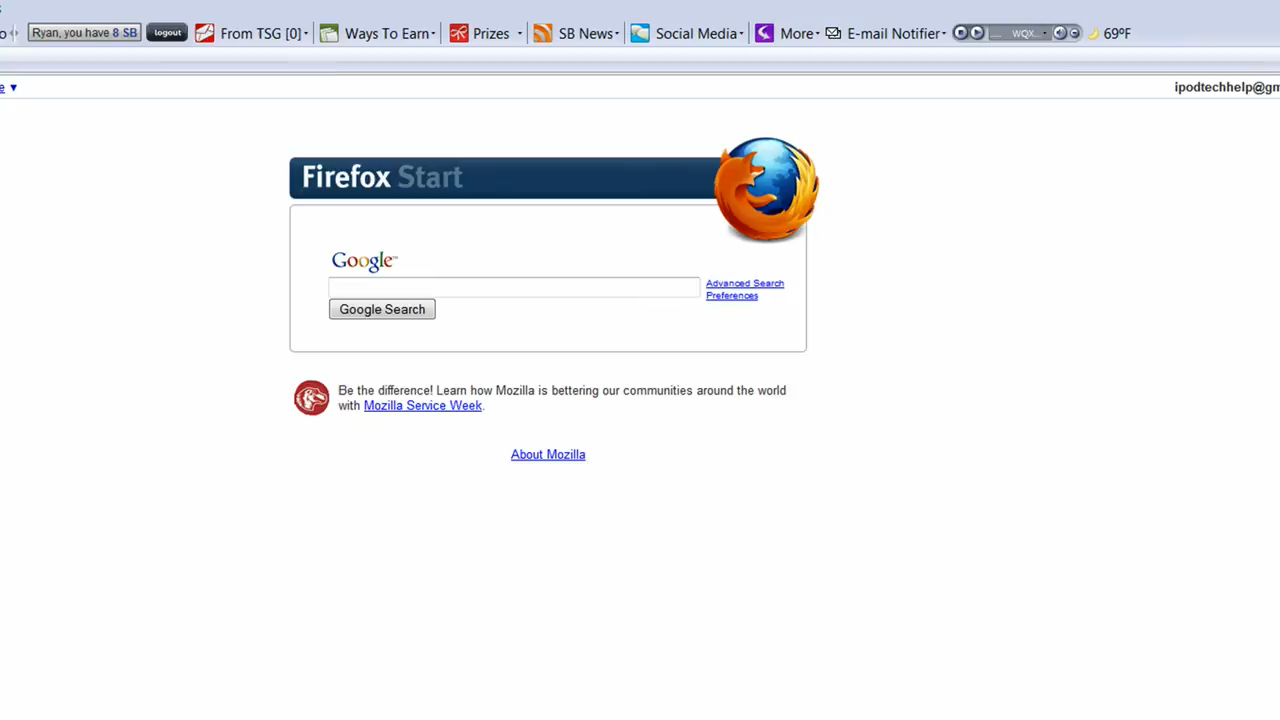 Ryan, you have 8 SB logout From TSG [0] Ways To Earn Prizes SB News Social Media More E-mail Notifier WQX... 69ºF
ipodtechhelp@gm
Firefox Start
Google™
Advanced Search
Preferences
Google Search
Be the difference! Learn how Mozilla is bettering our communities around the world
with Mozilla Service Week.
About Mozilla